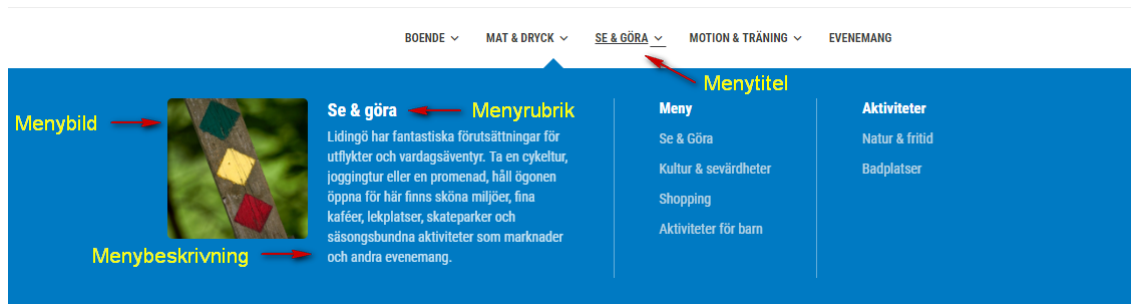 BOENDE MAT & DRYCK SE & GÖRA MOTION & TRÄNING EVENEMANG
Menytitel
Menybild
Se & göra
Menyrubrik
Lidingö har fantastiska förutsättningar för
utflykter och vardagsäventyr. Ta en cykeltur,
joggingtur eller en promenad, håll ögonen
öppna för här finns sköna miljöer, fina
kaféer, lekplatser, skateparker och
säsongsbundna aktiviteter som marknader
och andra evenemang.
Menybeskrivning
Meny
Se & Göra
Kultur & sevärdheter
Shopping
Aktiviteter för barn
Aktiviteter
Natur & fritid
Badplatser